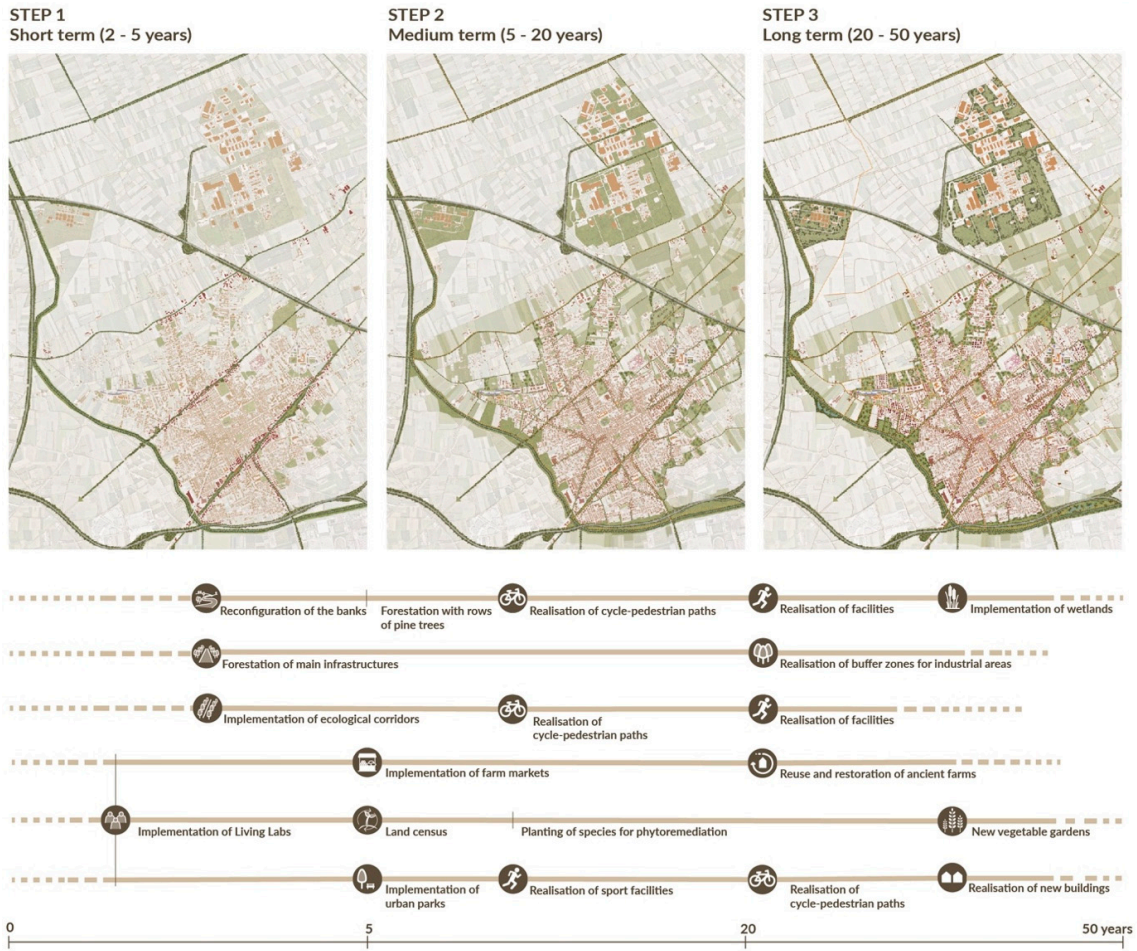 STEP 1
Short term (2 - 5 years)
STEP 2
Medium term (5 - 20 years)
STEP 3
Long term (20 - 50 years)
Reconfiguration of the banks
Forestation with rows
of pine trees
Realisation of cycle-pedestrian paths
Realisation of facilities
Implementation of wetlands
Forestation of main infrastructures
Realisation of buffer zones for industrial areas
Implementation of ecological corridors
Realisation of
cycle-pedestrian paths
Realisation of facilities
Implementation of farm markets
Reuse and restoration of ancient farms
Implementation of Living Labs
Land census
Planting of species for phytoremediation
New vegetable gardens
Implementation of
urban parks
Realisation of sport facilities
Realisation of
cycle-pedestrian paths
Realisation of new buildings
0
5
20
50 years